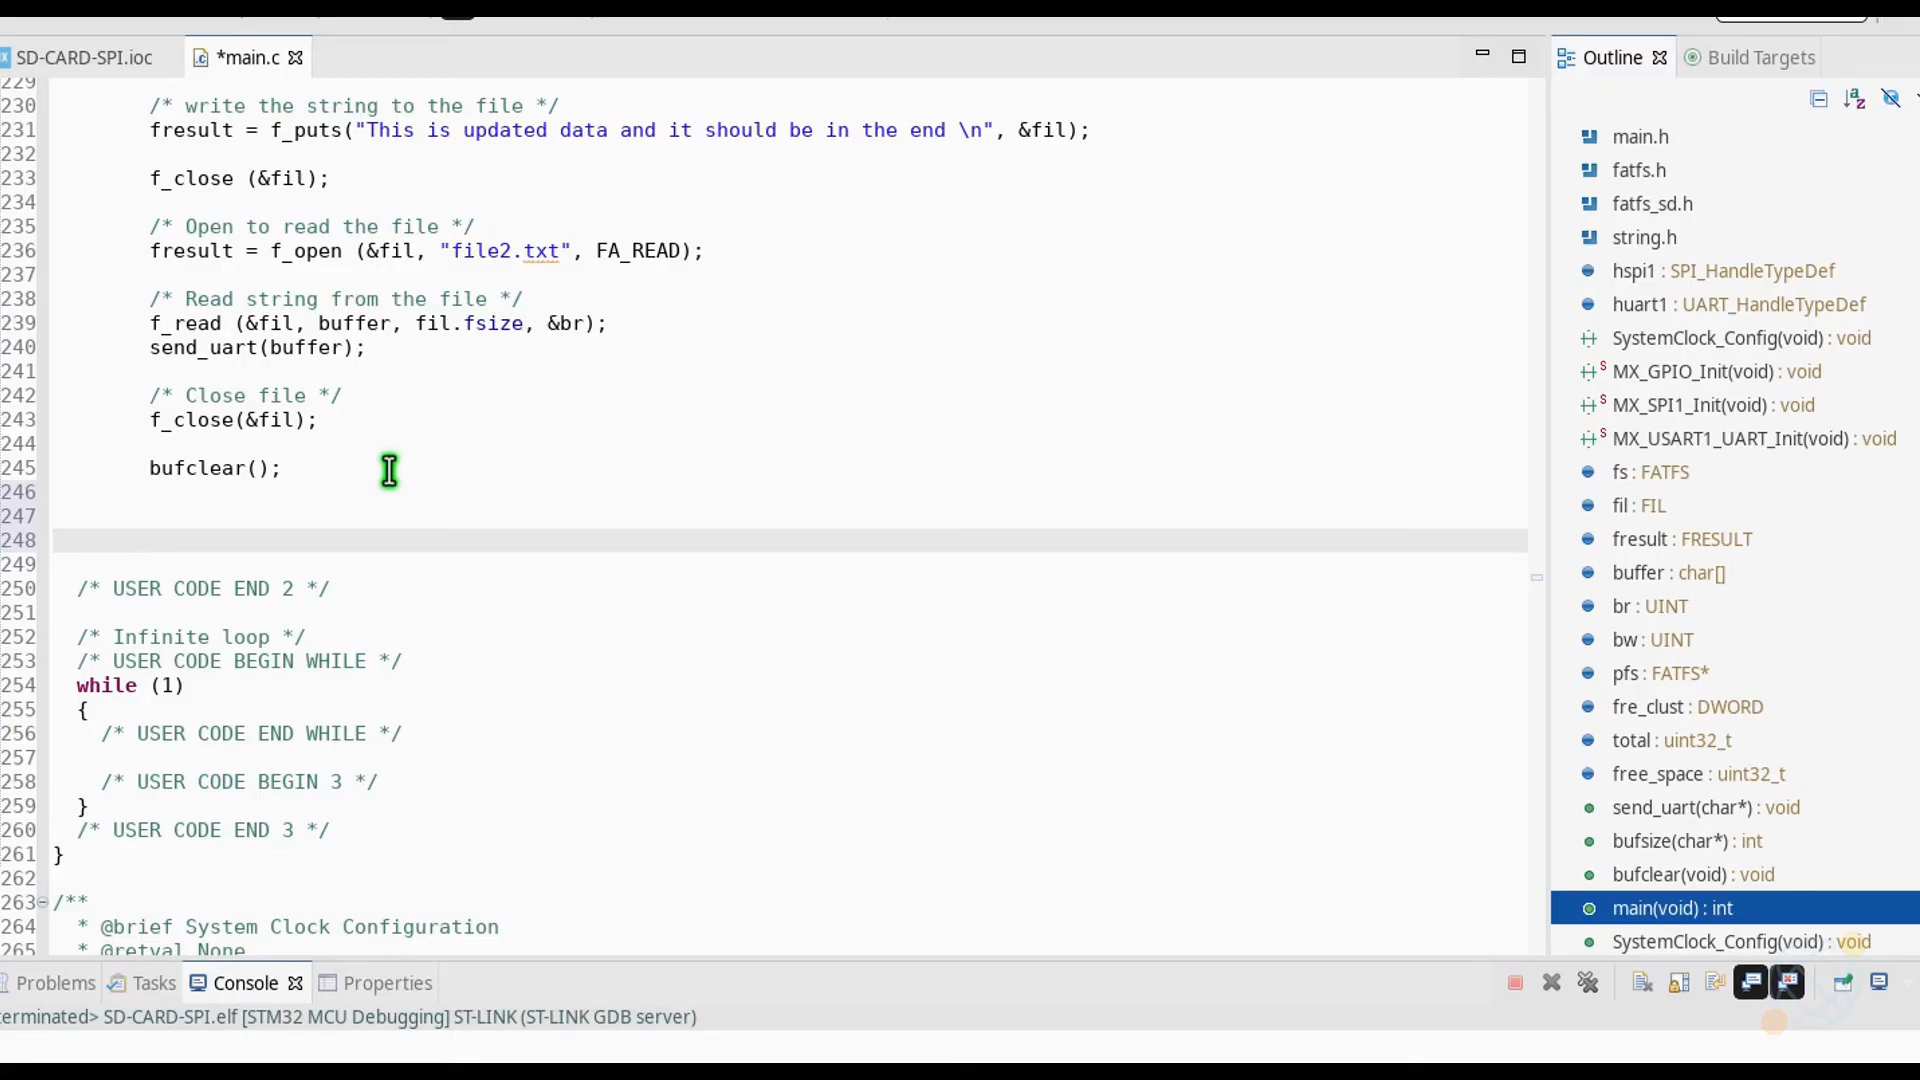 SD-CARD-SPI.ioc
*main.c
Outline
Build Targets
229
230 /* write the string to the file */
231 fresult = f_puts("This is updated data and it should be in the end \n", &fil);
232
233 f_close (&fil);
234
235 /* Open to read the file */
236 fresult = f_open (&fil, "file2.txt", FA_READ);
237
238 /* Read string from the file */
239 f_read (&fil, buffer, fil.fsize, &br);
240 send_uart(buffer);
241
242 /* Close file */
243 f_close(&fil);
244
245 bufclear();
246
247
248
249
250 /* USER CODE END 2 */
251
252 /* Infinite loop */
253 /* USER CODE BEGIN WHILE */
254 while (1)
255 {
256 /* USER CODE END WHILE */
257
258 /* USER CODE BEGIN 3 */
259 }
260 /* USER CODE END 3 */
261 }
262
263 /**
264 * @brief System Clock Configuration
265 * @retval None
main.h
fatfs.h
fatfs_sd.h
string.h
hspi1 : SPI_HandleTypeDef
huart1 : UART_HandleTypeDef
SystemClock_Config(void) : void
S MX_GPIO_Init(void) : void
S MX_SPI1_Init(void) : void
S MX_USART1_UART_Init(void) : void
fs : FATFS
fil : FIL
fresult : FRESULT
buffer : char[]
br : UINT
bw : UINT
pfs : FATFS*
fre_clust : DWORD
total : uint32_t
free_space : uint32_t
send_uart(char*) : void
bufsize(char*) : int
bufclear(void) : void
main(void) : int
SystemClock_Config(void) : void
Problems
Tasks
Console
Properties
erminated> SD-CARD-SPI.elf [STM32 MCU Debugging] ST-LINK (ST-LINK GDB server)